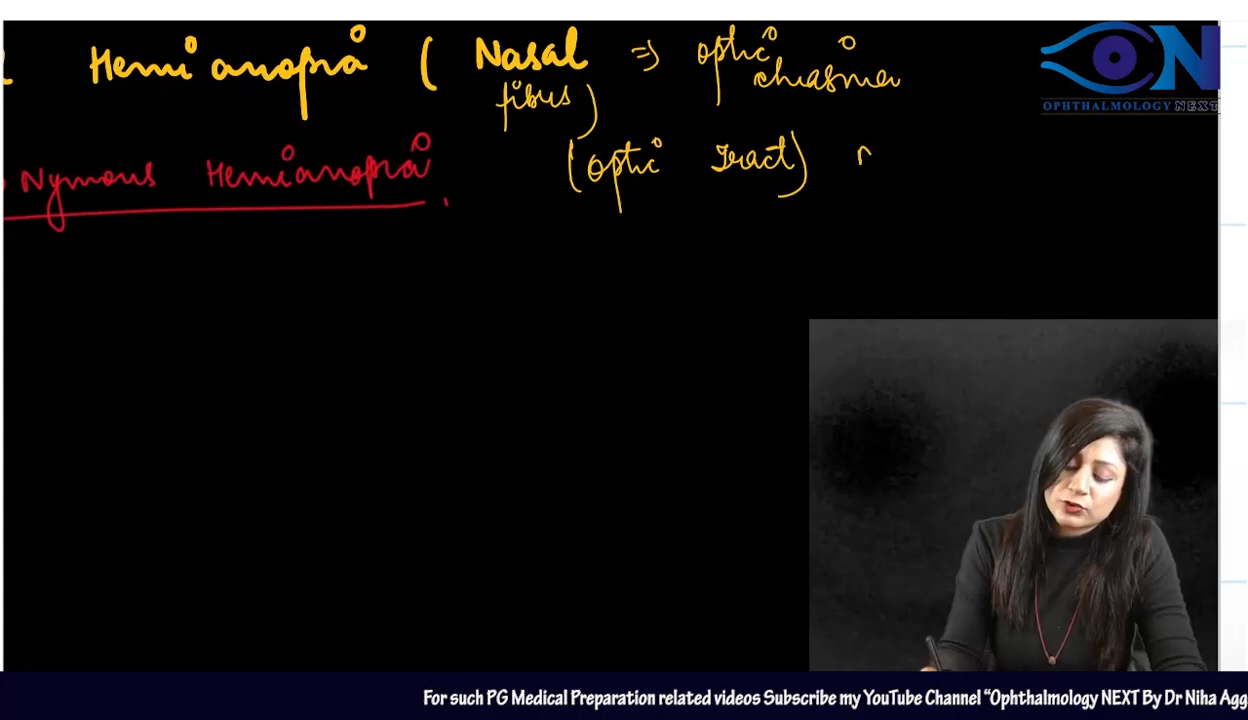 Hemianopia ( Nasal ⇒ optic
fibres) chiasma
Nymous Hemianopia . (optic Tract)
ON
OPHTHALMOLOGY NEXT
For such PG Medical Preparation related videos Subscribe my YouTube Channel “Ophthalmology NEXT By Dr Niha Agg